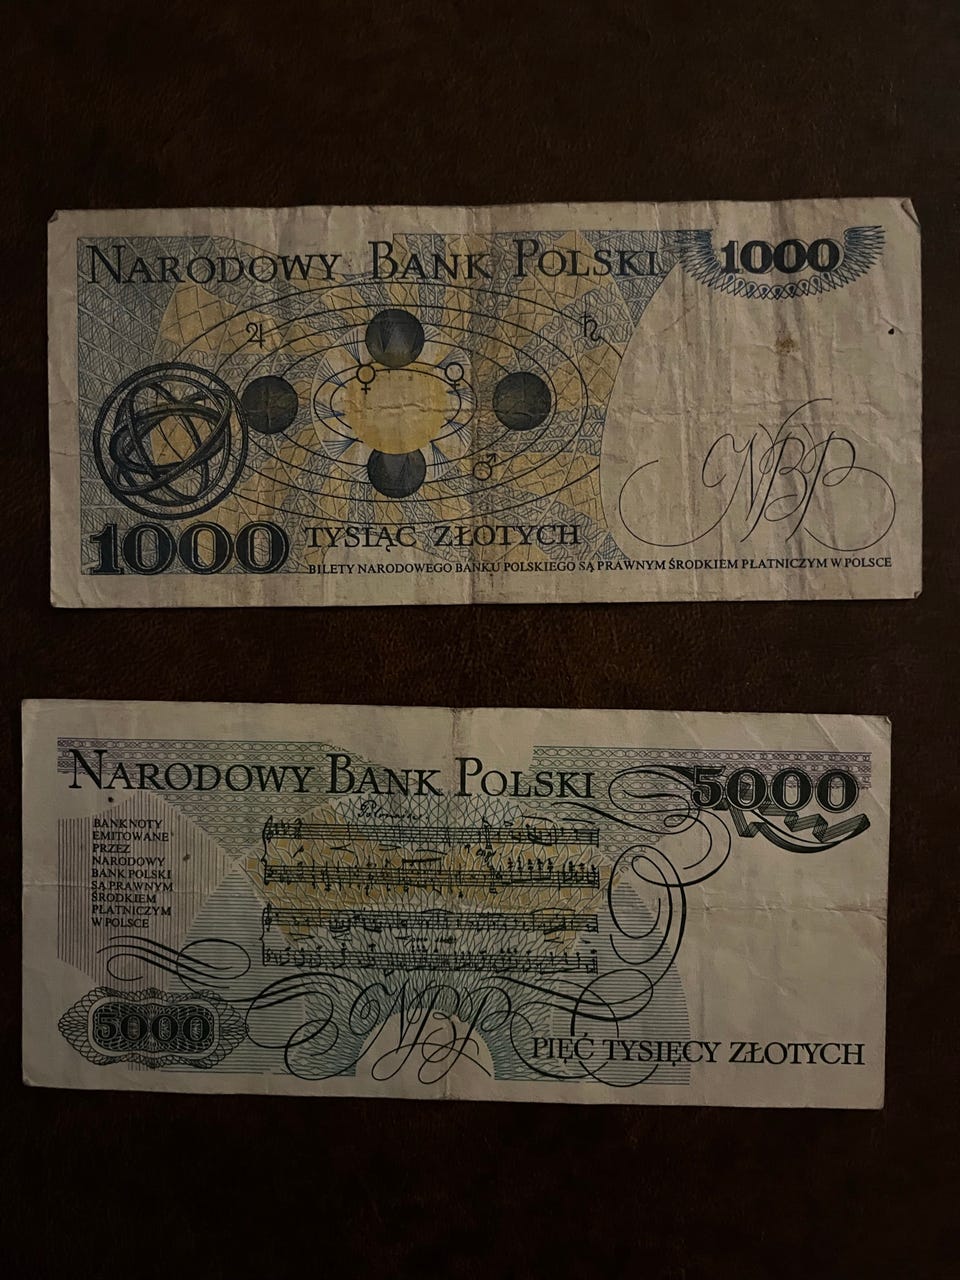 NARODOWY BANK POLSKI 1000
♃ ♄
♀ ☿
♂
NBP
1000 TYSIĄC ZŁOTYCH
BILETY NARODOWEGO BANKU POLSKIEGO SĄ PRAWNYM ŚRODKIEM PŁATNICZYM W POLSCE
NARODOWY BANK POLSKI 5000
Polonaise
BANKNOTY
EMITOWANE
PRZEZ
NARODOWY
BANK POLSKI
SĄ PRAWNYM
ŚRODKIEM
PŁATNICZYM
W POLSCE
5000
NBP
PIĘĆ TYSIĘCY ZŁOTYCH